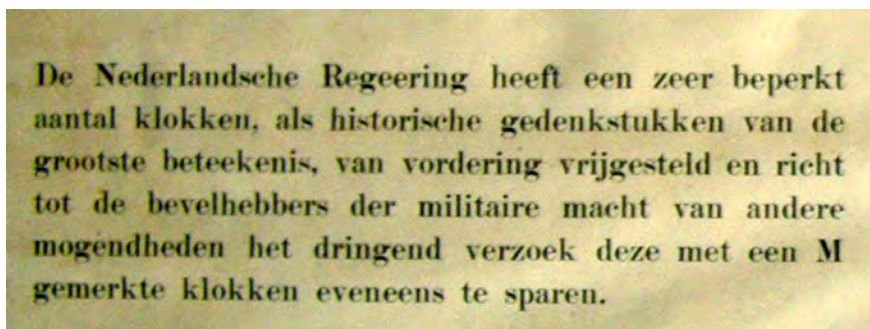 De Nederlandsche Regeering heeft een zeer beperkt
aantal klokken, als historische gedenkstukken van de
grootste beteekenis, van vordering vrijgesteld en richt
tot de bevelhebbers der militaire macht van andere
mogendheden het dringend verzoek deze met een M
gemerkte klokken eveneens te sparen.